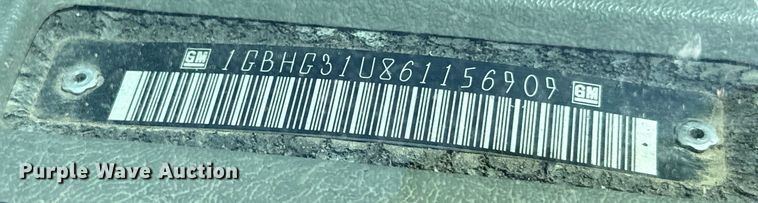 GM 1GBHG31U861156909 GM
Purple Wave Auction